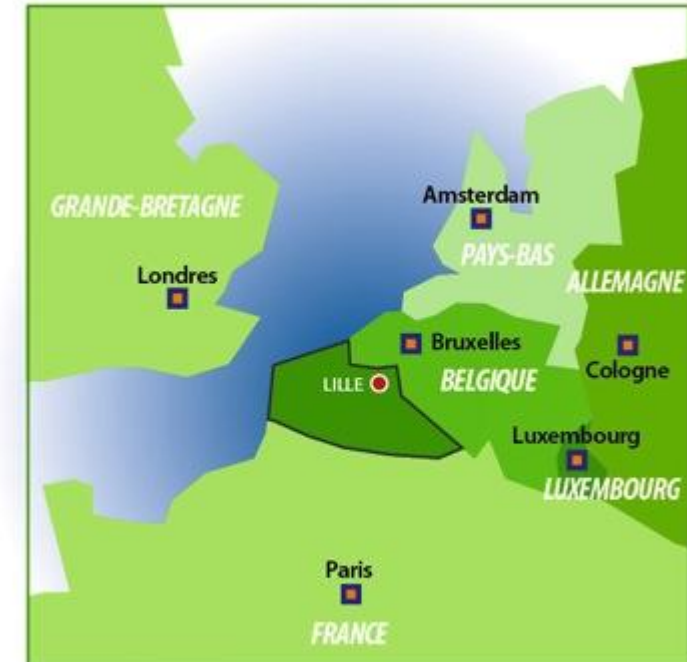 Amsterdam
GRANDE-BRETAGNE
PAYS-BAS
Londres
ALLEMAGNE
Bruxelles
Cologne
LILLE
BELGIQUE
Luxembourg
LUXEMBOURG
Paris
FRANCE